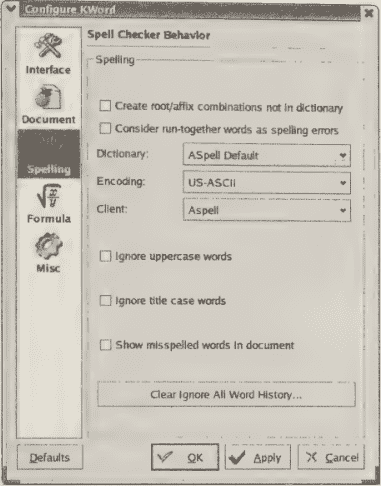 Configure KWord
Spell Checker Behavior
Spelling
Interface
Document
Spelling
Formula
Misc
Create root/affix combinations not in dictionary
Consider run-together words as spelling errors
Dictionary: ASpell Default
Encoding: US-ASCII
Client: Aspell
Ignore uppercase words
Ignore title case words
Show misspelled words in document
Clear Ignore All Word History...
Defaults OK Apply Cancel